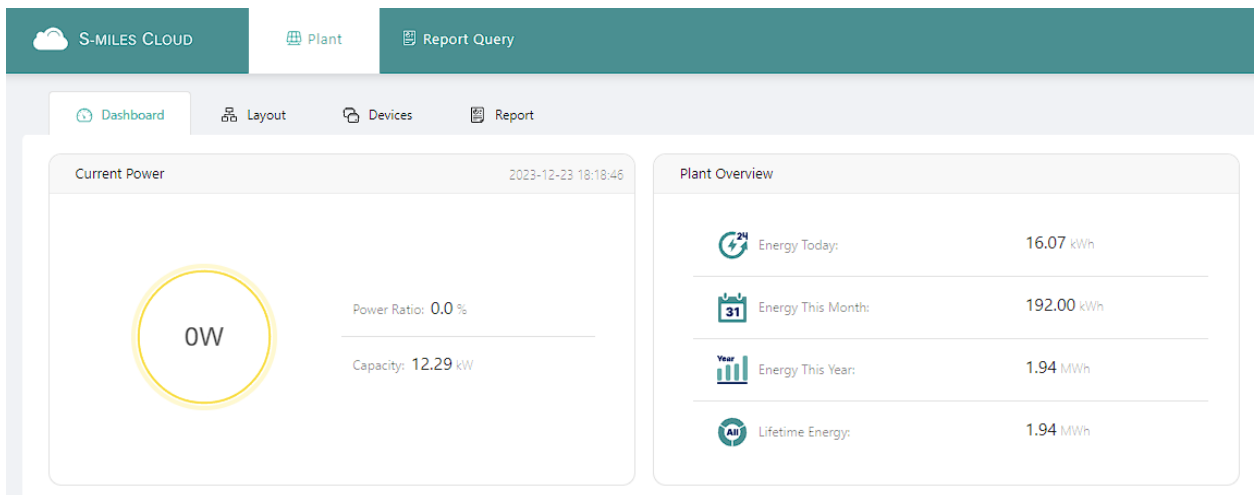 S-MILES CLOUD
Plant
Report Query
Dashboard
Layout
Devices
Report
Current Power
2023-12-23 18:18:46
0W
Power Ratio: 0.0 %
Capacity: 12.29 kW
Plant Overview
24
Energy Today: 16.07 kWh
31
Energy This Month: 192.00 kWh
Year
Energy This Year: 1.94 MWh
All
Lifetime Energy: 1.94 MWh